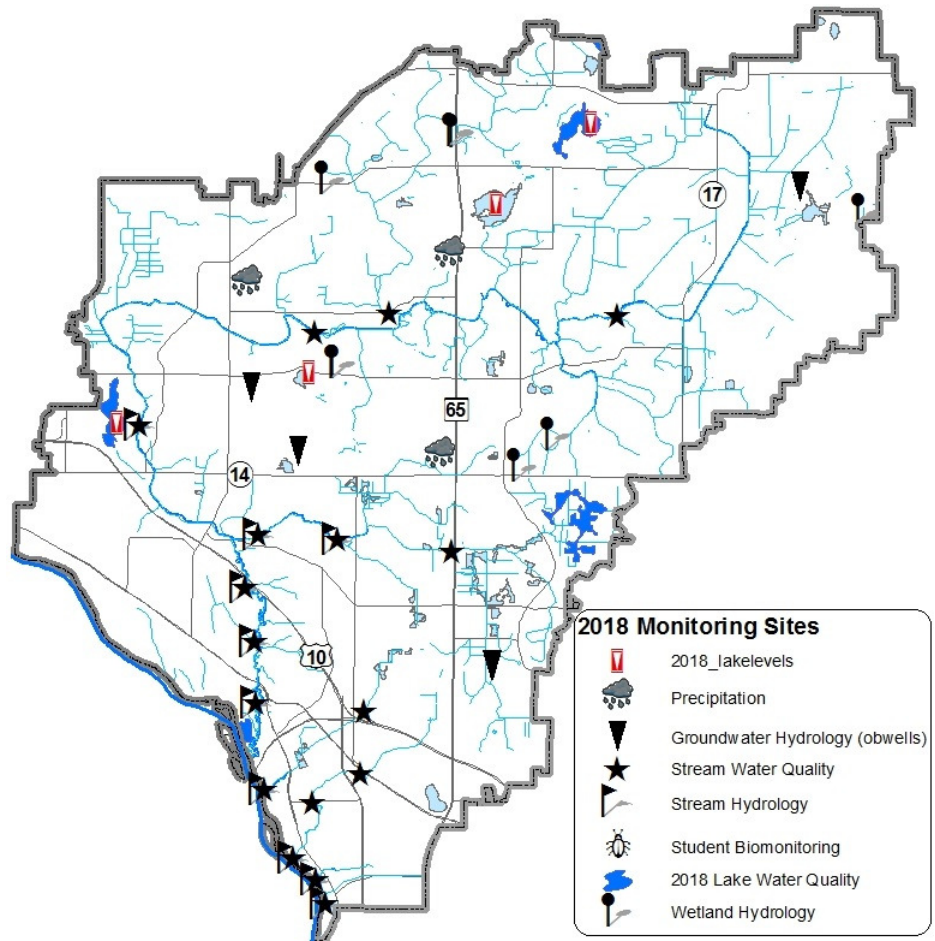 17
65
14
10
2018 Monitoring Sites
2018_lakelevels
Precipitation
Groundwater Hydrology (obwells)
Stream Water Quality
Stream Hydrology
Student Biomonitoring
2018 Lake Water Quality
Wetland Hydrology